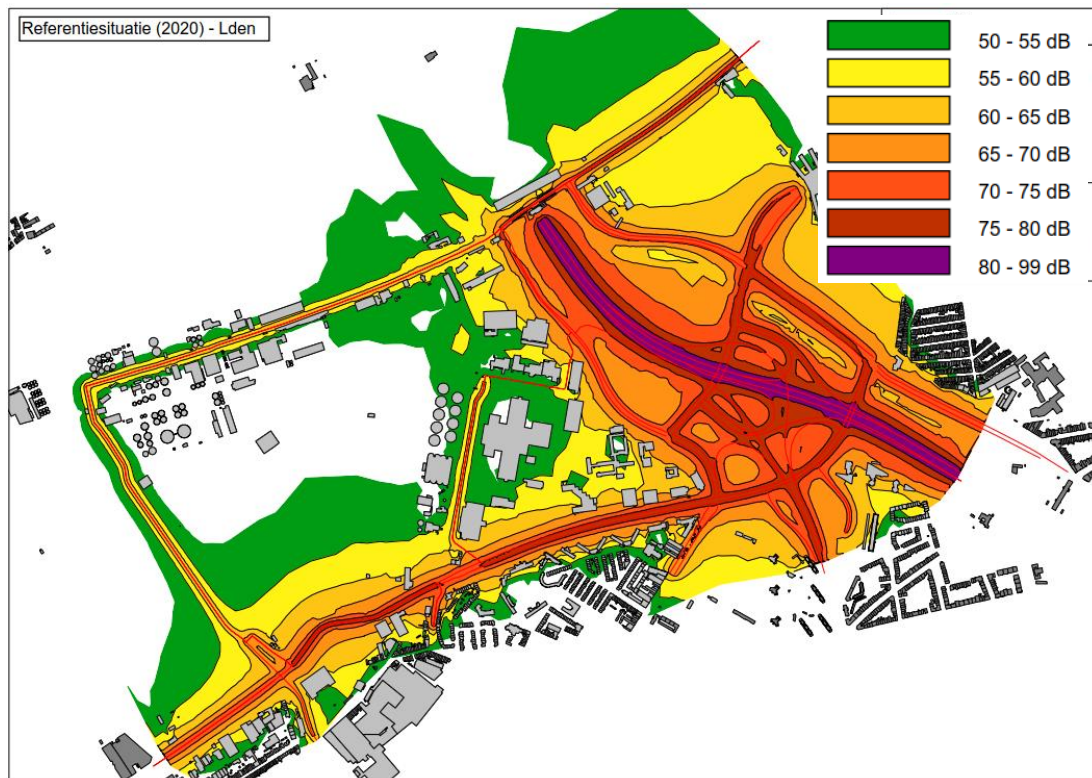 Referentiesituatie (2020) - Lden
50 - 55 dB
55 - 60 dB
60 - 65 dB
65 - 70 dB
70 - 75 dB
75 - 80 dB
80 - 99 dB